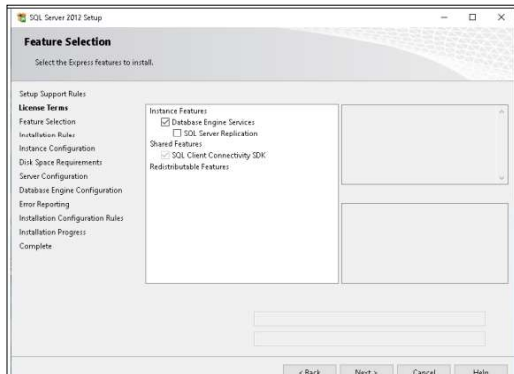 SQL Server 2012 Setup
Feature Selection
Select the Express features to install.
Setup Support Rules
License Terms
Feature Selection
Installation Rules
Instance Configuration
Disk Space Requirements
Server Configuration
Database Engine Configuration
Error Reporting
Installation Configuration Rules
Installation Progress
Complete
Instance Features
Database Engine Services
SQL Server Replication
Shared Features
SQL Client Connectivity SDK
Redistributable Features
< Back
Next >
Cancel
Help